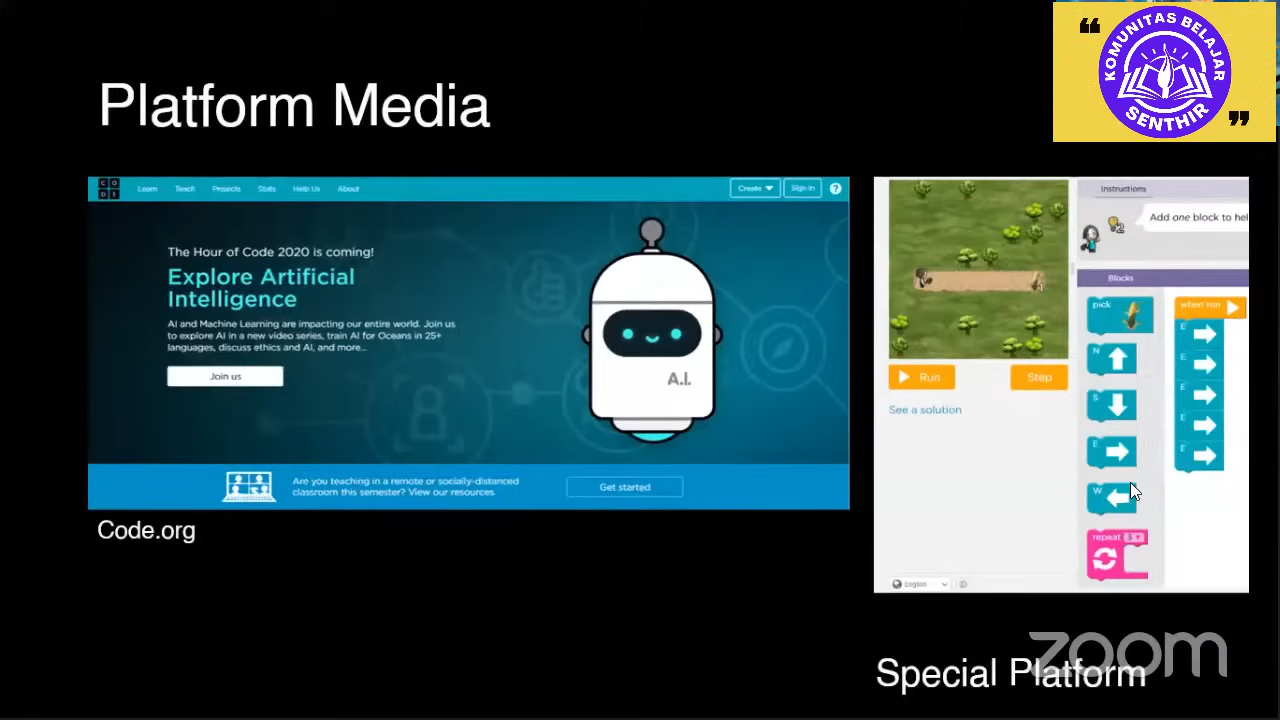 KOMUNITAS BELAJAR
SENTHIR
Platform Media
CODE
Learn Teach Projects Stats Help Us About
Create Sign in ?
The Hour of Code 2020 is coming!
Explore Artificial
Intelligence
AI and Machine Learning are impacting our entire world. Join us
to explore AI in a new video series, train AI for Oceans in 25+
languages, discuss ethics and AI, and more...
Join us
A.I.
Are you teaching in a remote or socially-distanced
classroom this semester? View our resources
Get started
Code.org
Instructions
2
Add one block to hel
Blocks
pick
when run
N
S
E
W
repeat 3
E
E
E
E
E
Run
Step
See a solution
English
zoom
Special Platform